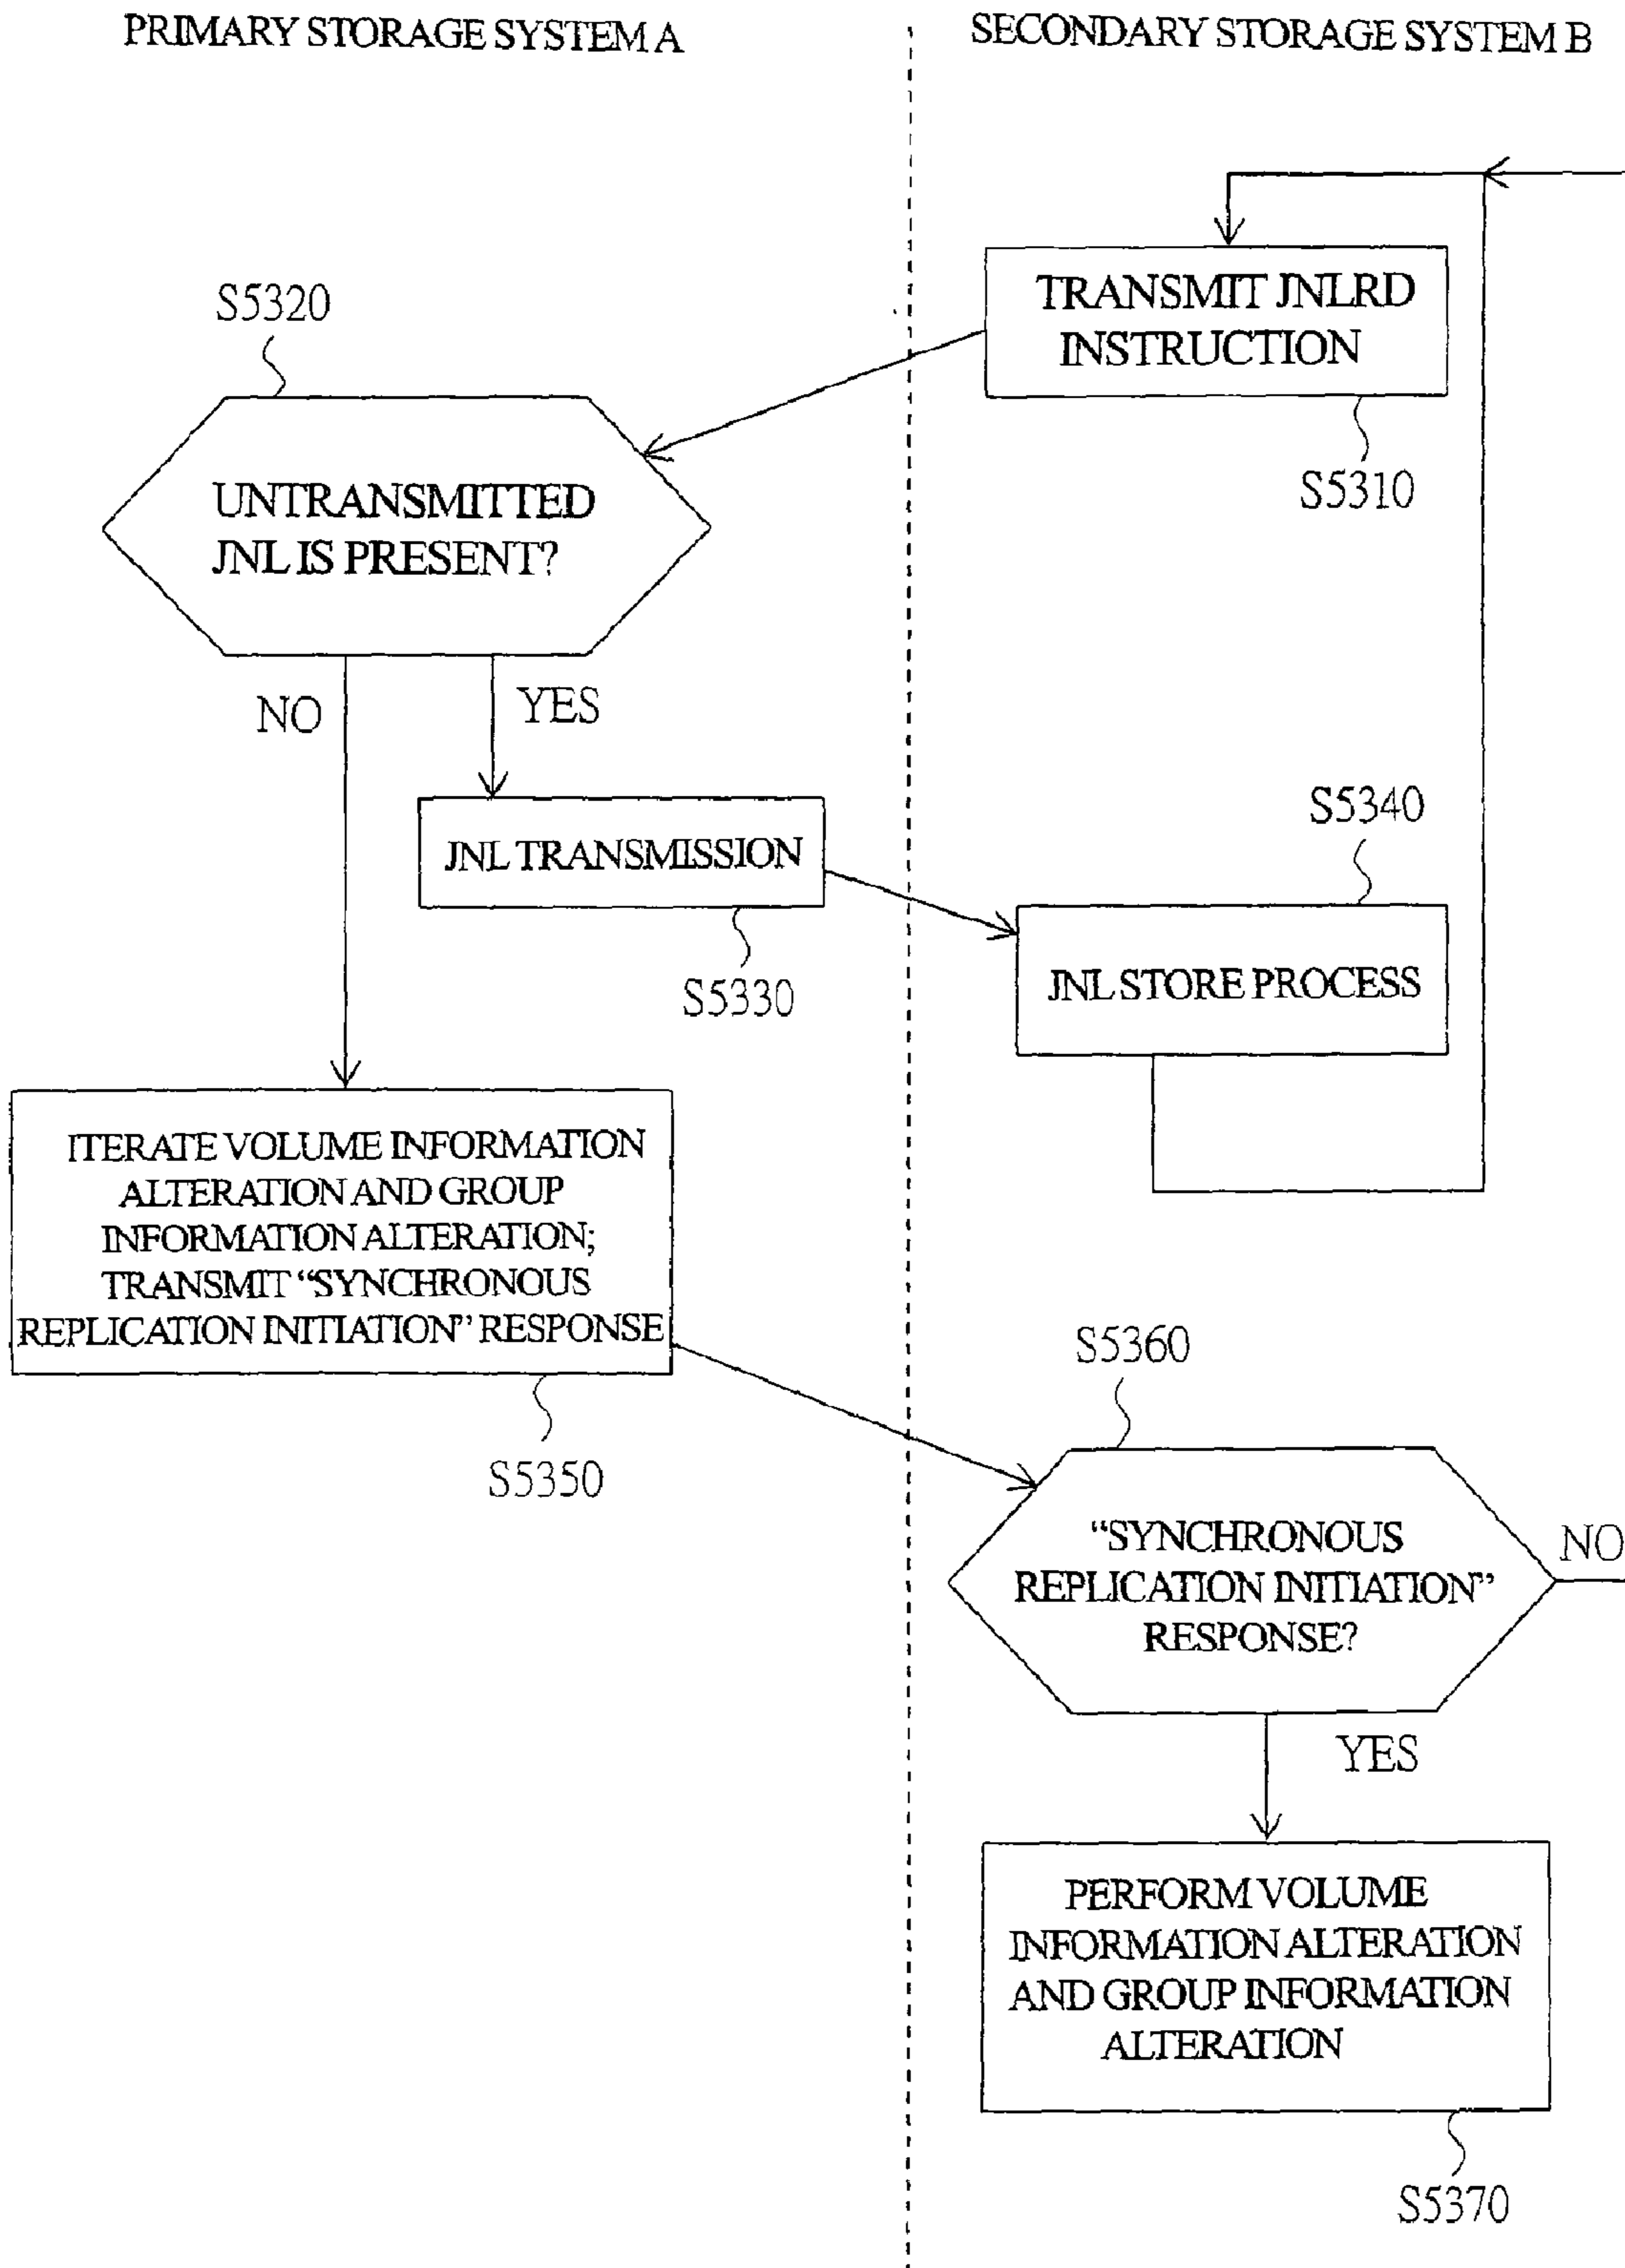 PRIMARY STORAGE SYSTEM A
SECONDARY STORAGE SYSTEM B
TRANSMIT JNLRD
INSTRUCTION
S5310
S5320
UNTRANSMITTED
JNL IS PRESENT?
NO
YES
JNL TRANSMISSION
S5330
S5340
JNL STORE PROCESS
ITERATE VOLUME INFORMATION
ALTERATION AND GROUP
INFORMATION ALTERATION;
TRANSMIT “SYNCHRONOUS
REPLICATION INITIATION” RESPONSE
S5350
S5360
“SYNCHRONOUS
REPLICATION INITIATION”
RESPONSE?
NO
YES
PERFORM VOLUME
INFORMATION ALTERATION
AND GROUP INFORMATION
ALTERATION
S5370